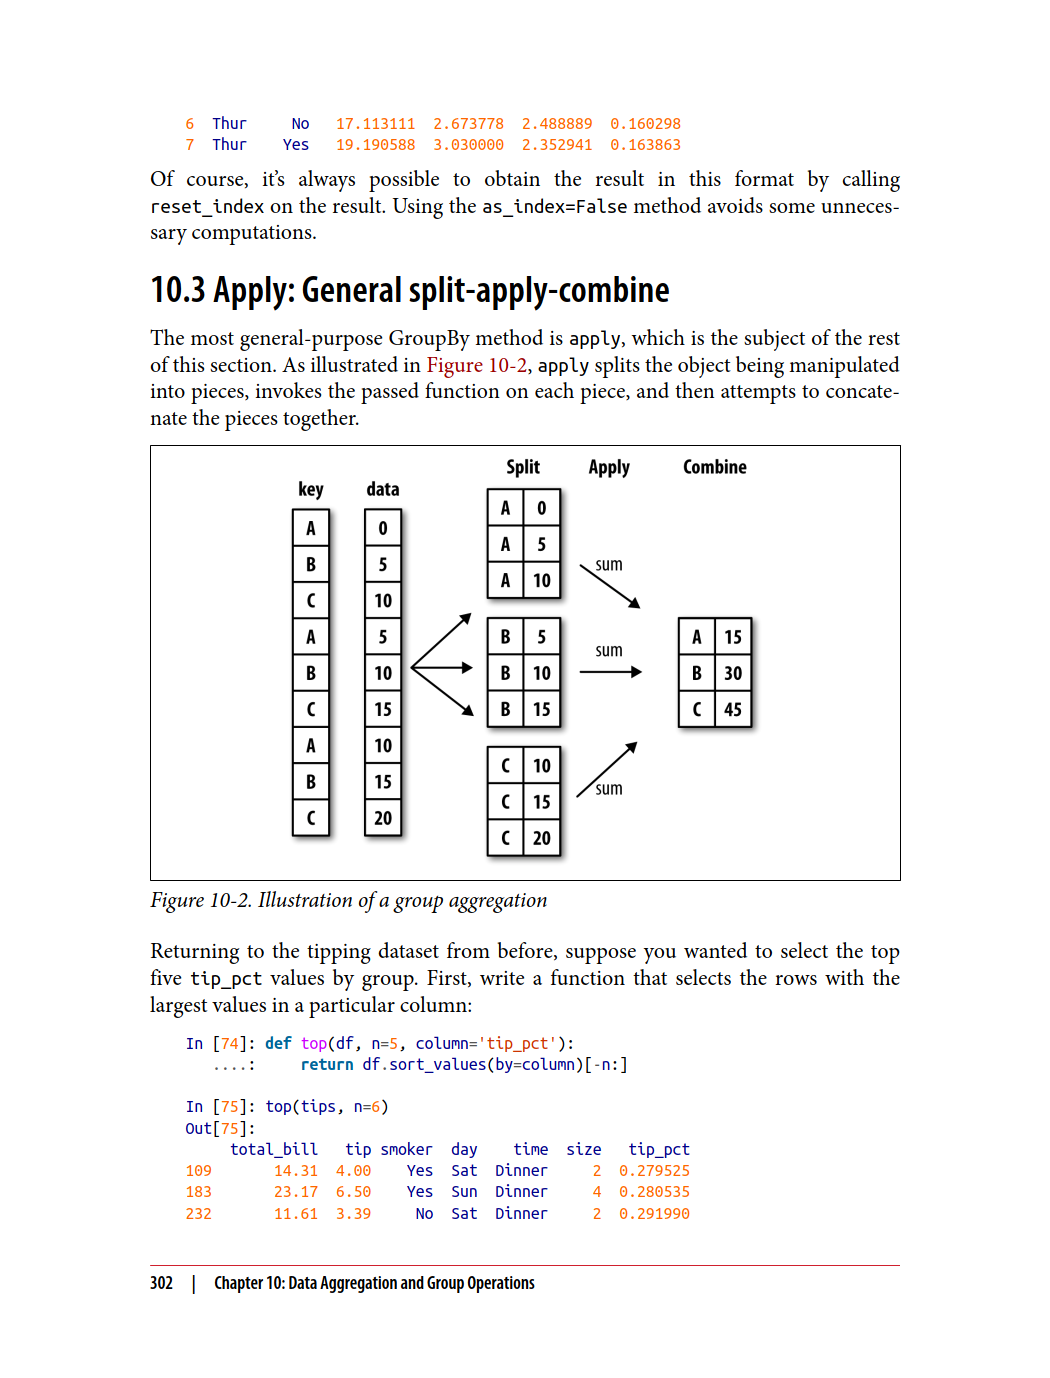 6 Thur No 17.113111 2.673778 2.488889 0.160298
7 Thur Yes 19.190588 3.030000 2.352941 0.163863
Of course, it’s always possible to obtain the result in this format by calling
reset_index on the result. Using the as_index=False method avoids some unneces-
sary computations.
10.3 Apply: General split-apply-combine
The most general-purpose GroupBy method is apply, which is the subject of the rest
of this section. As illustrated in Figure 10-2, apply splits the object being manipulated
into pieces, invokes the passed function on each piece, and then attempts to concate-
nate the pieces together.
Split Apply Combine
key data
A 0
B 5
C 10
A 5
B 10
C 15
A 10
B 15
C 20
A 0
A 5
A 10
B 5
B 10
B 15
C 10
C 15
C 20
sum
sum
sum
A 15
B 30
C 45
Figure 10-2. Illustration of a group aggregation
Returning to the tipping dataset from before, suppose you wanted to select the top
five tip_pct values by group. First, write a function that selects the rows with the
largest values in a particular column:
In [74]: def top(df, n=5, column='tip_pct'):
....: return df.sort_values(by=column)[-n:]
In [75]: top(tips, n=6)
Out[75]:
total_bill tip smoker day time size tip_pct
109 14.31 4.00 Yes Sat Dinner 2 0.279525
183 23.17 6.50 Yes Sun Dinner 4 0.280535
232 11.61 3.39 No Sat Dinner 2 0.291990
302 | Chapter 10: Data Aggregation and Group Operations